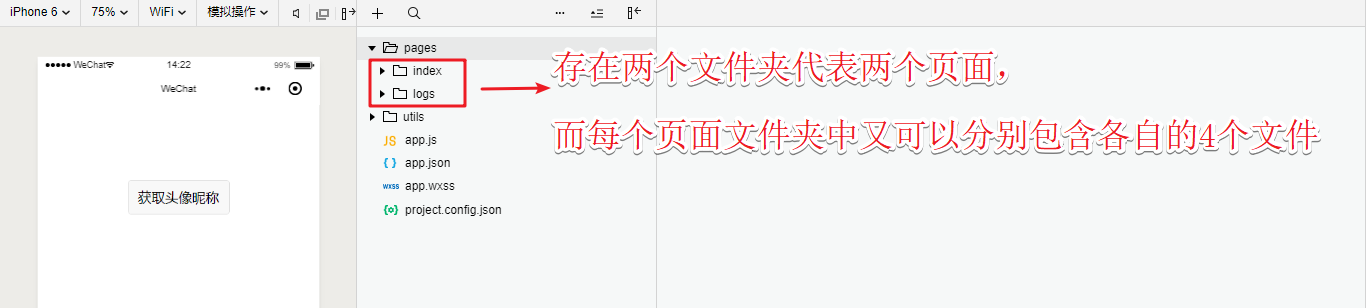 iPhone 6 75% WiFi 模拟操作
WeChat 14:22 99%
WeChat
获取头像昵称
pages
index
logs
utils
JS app.js
{ } app.json
WXSS app.wxss
{o} project.config.json
存在两个文件夹代表两个页面，
而每个页面文件夹中又可以分别包含各自的4个文件